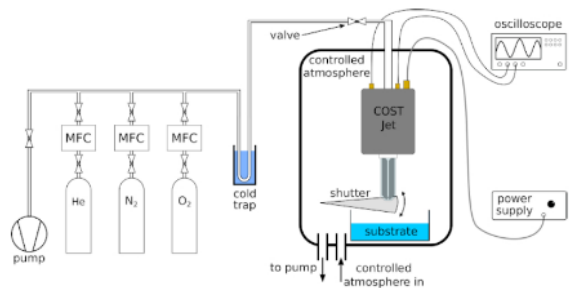 oscilloscope
valve
controlled
atmosphere
COST
Jet
MFC MFC MFC
He N₂ O₂
cold
trap
shutter
substrate
power
supply
pump
to pump
controlled
atmosphere in